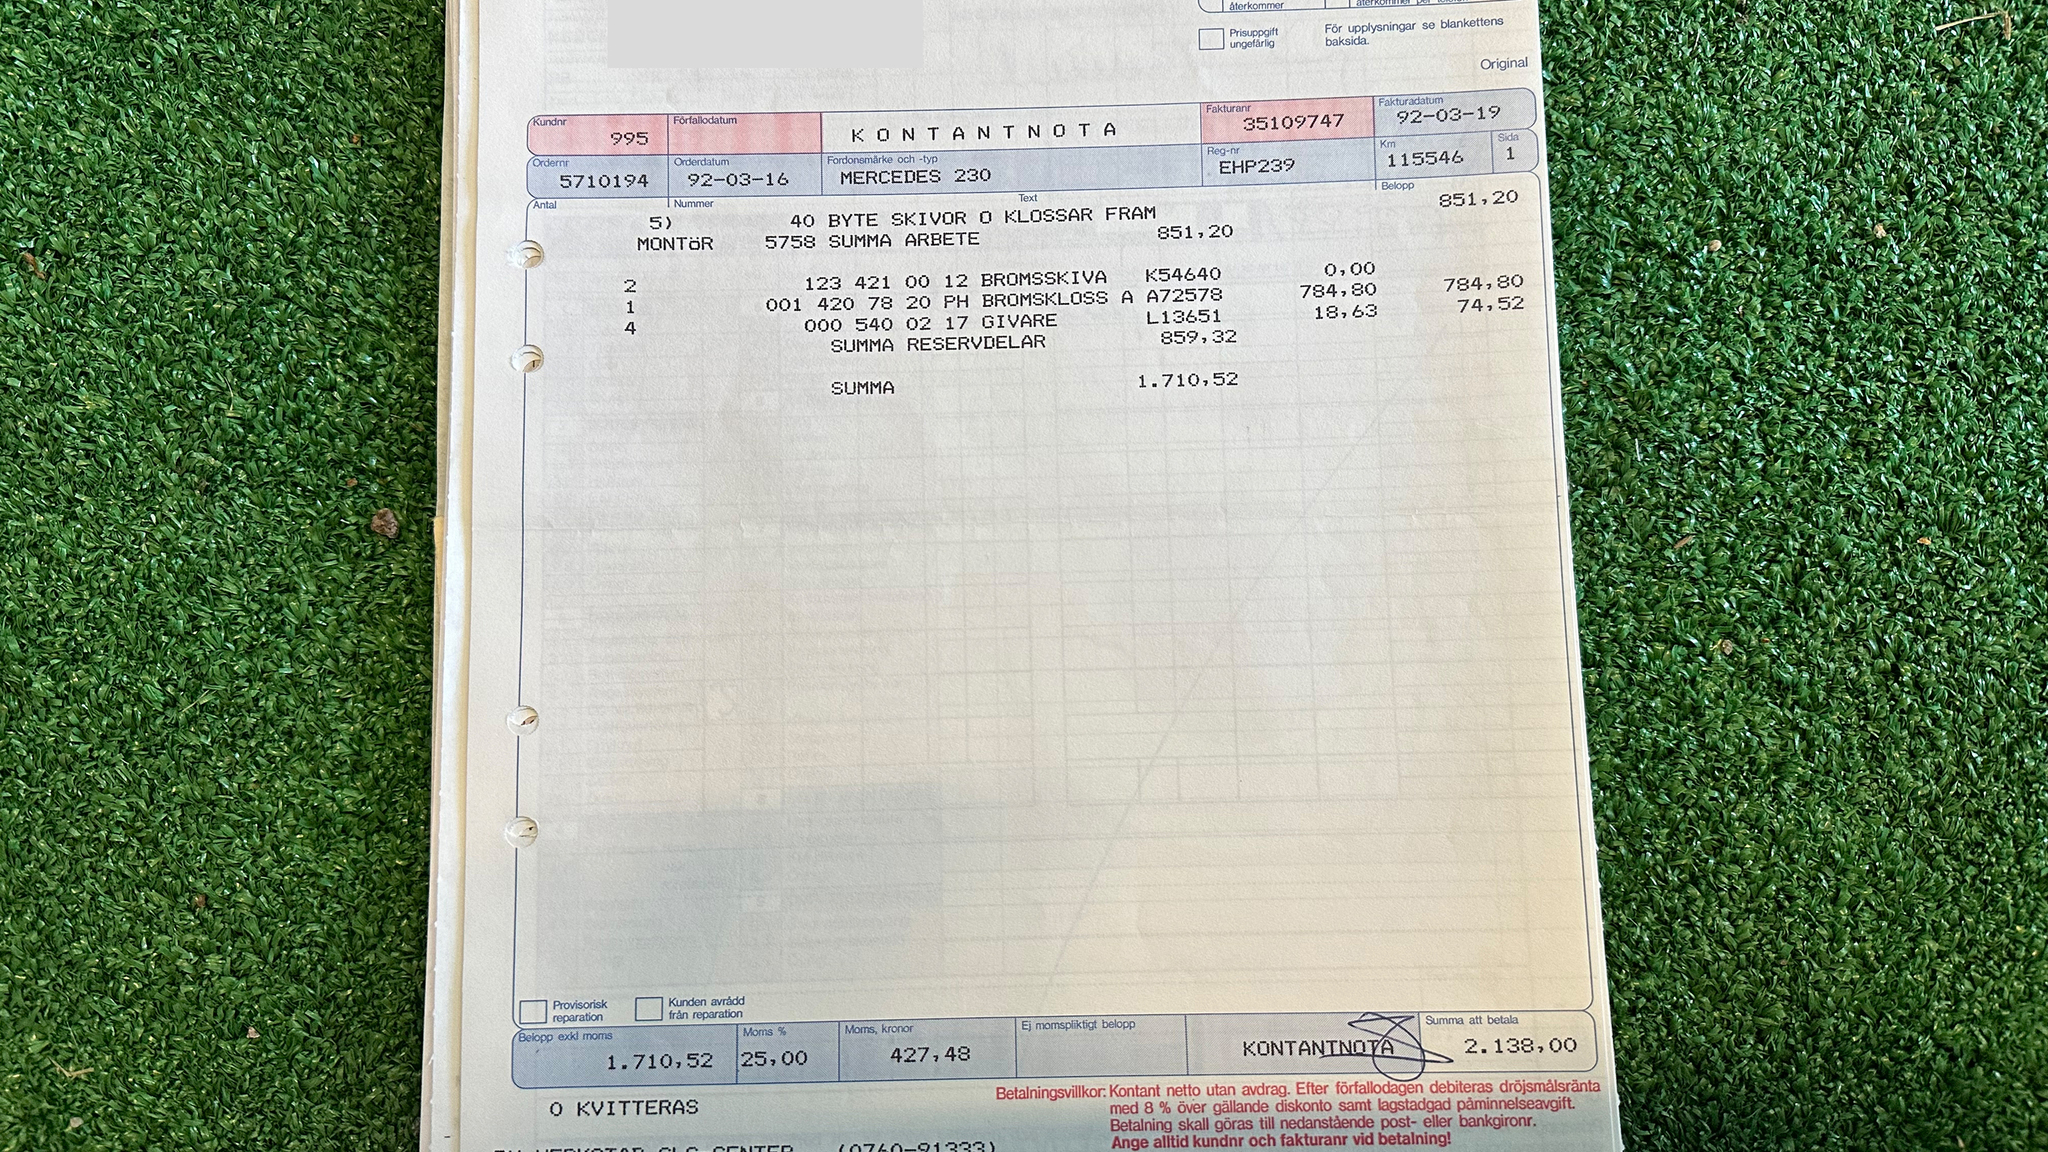 återkommer
Prisuppgift
ungefärlig
För upplysningar se blankettens
baksida.
Original
Kundnr
995
Förfallodatum
KONTANTNOTA
Fakturanr
35109747
Fakturadatum
92-03-19
Ordernr
5710194
Orderdatum
92-03-16
Fordonsmärke och -typ
MERCEDES 230
Reg-nr
EHP239
Km
115546
Sida
1
Antal Nummer Text Belopp
5) 40 BYTE SKIVOR O KLOSSAR FRAM 851,20
MONTöR 5758 SUMMA ARBETE 851,20
2 123 421 00 12 BROMSSKIVA K54640 0,00
1 001 420 78 20 PH BROMSKLOSS A A72578 784,80 784,80
4 000 540 02 17 GIVARE L13651 18,63 74,52
SUMMA RESERVDELAR 859,32
SUMMA 1.710,52
Provisorisk
reparation
Kunden avrådd
från reparation
Belopp exkl moms
1.710,52
Moms %
25,00
Moms, kronor
427,48
Ej momspliktigt belopp
KONTANTNOTA
Summa att betala
2.138,00
Betalningsvillkor: Kontant netto utan avdrag. Efter förfallodagen debiteras dröjsmålsränta
med 8 % över gällande diskonto samt lagstadgad påminnelseavgift.
Betalning skall göras till nedanstående post- eller bankgironr.
Ange alltid kundnr och fakturanr vid betalning!
O KVITTERAS
(0760-91333)